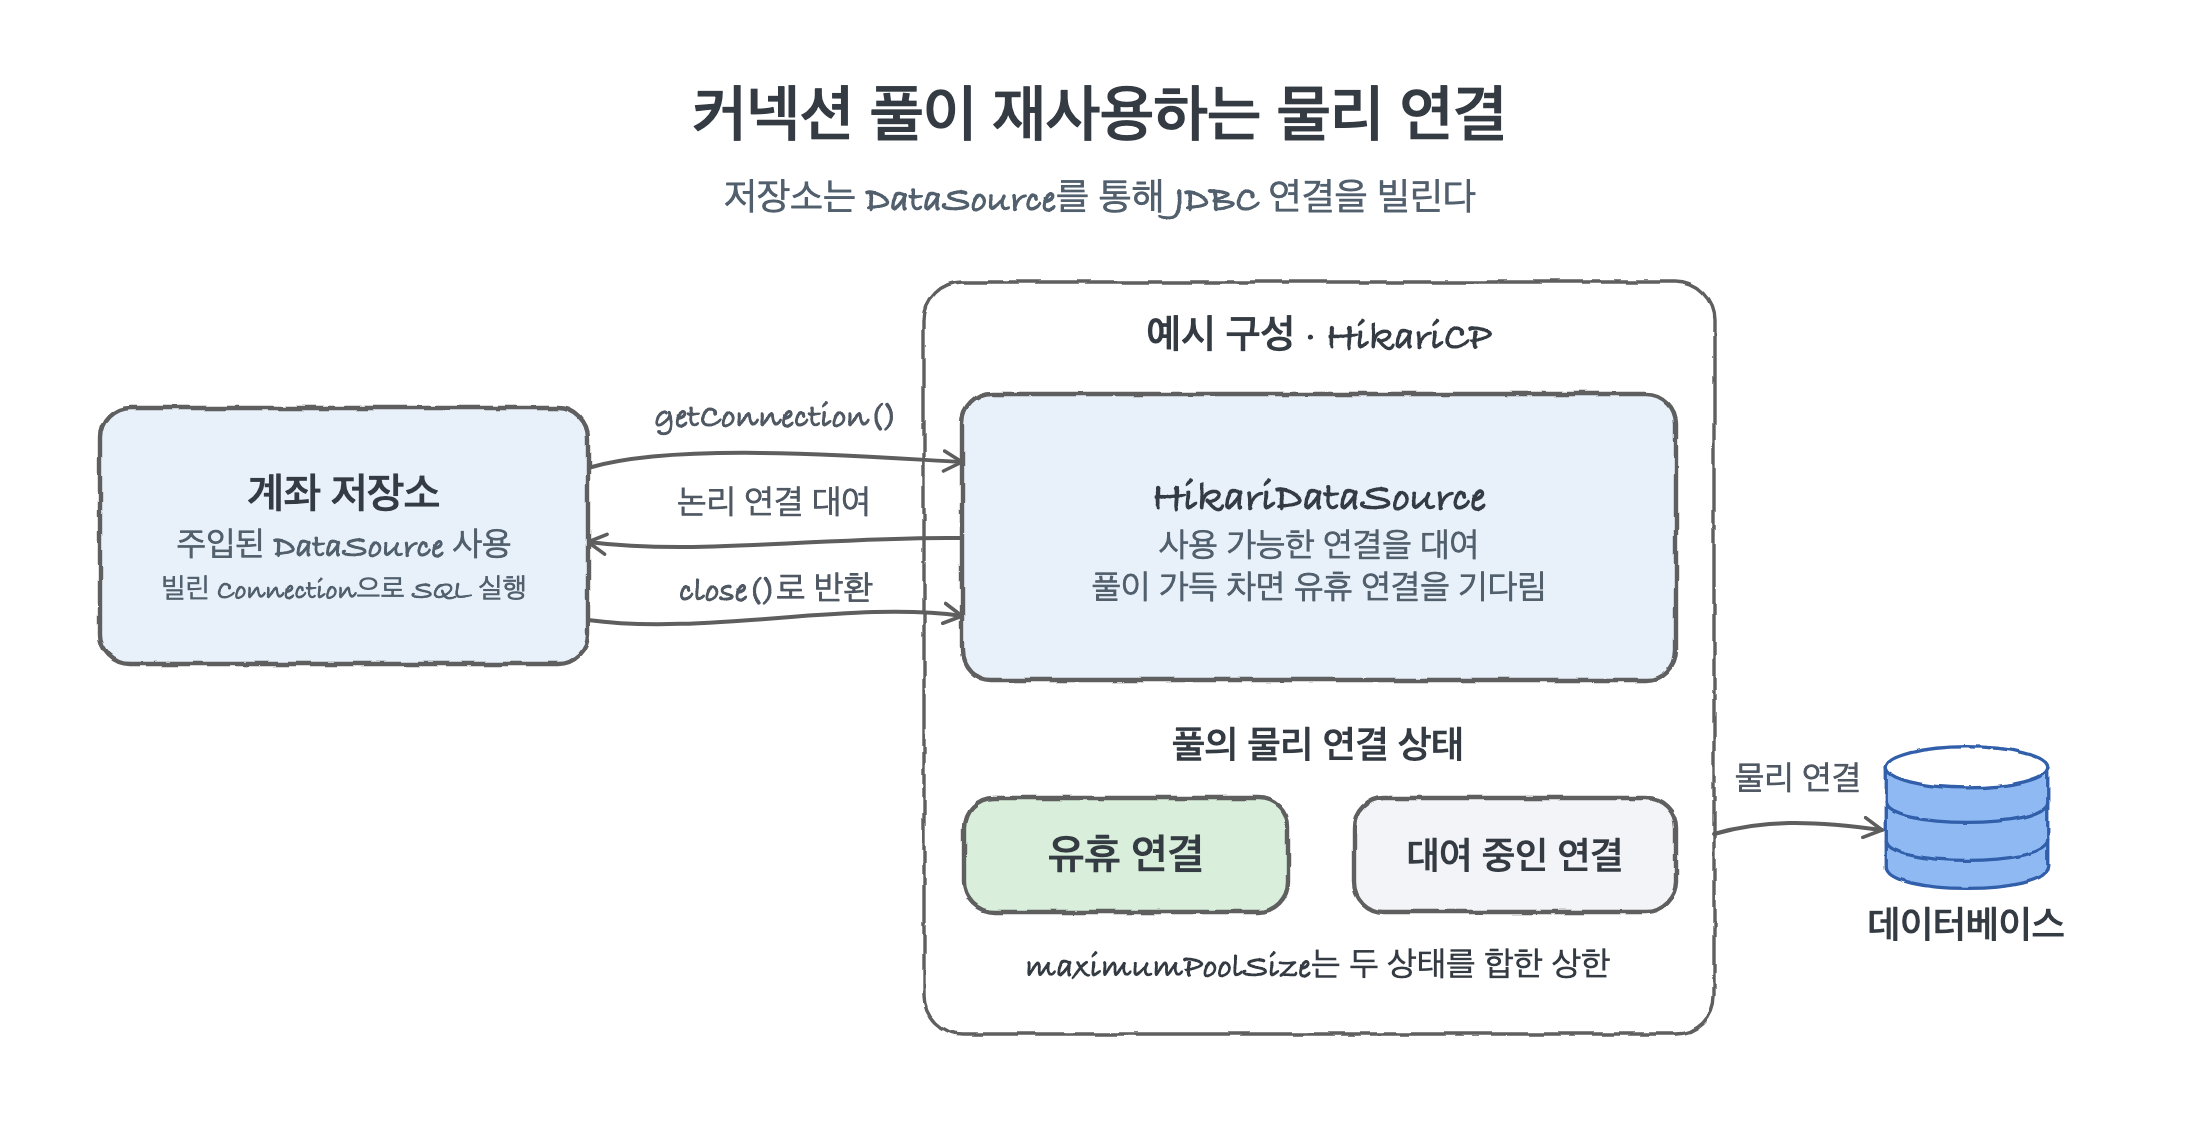 커넥션 풀이 재사용하는 물리 연결
저장소는 DataSource를 통해 JDBC 연결을 빌린다
예시 구성 · HikariCP
getConnection()
논리 연결 대여
close()로 반환
계좌 저장소
주입된 DataSource 사용
빌린 Connection으로 SQL 실행
HikariDataSource
사용 가능한 연결을 대여
풀이 가득 차면 유휴 연결을 기다림
풀의 물리 연결 상태
유휴 연결
대여 중인 연결
maximumPoolSize는 두 상태를 합한 상한
물리 연결
데이터베이스